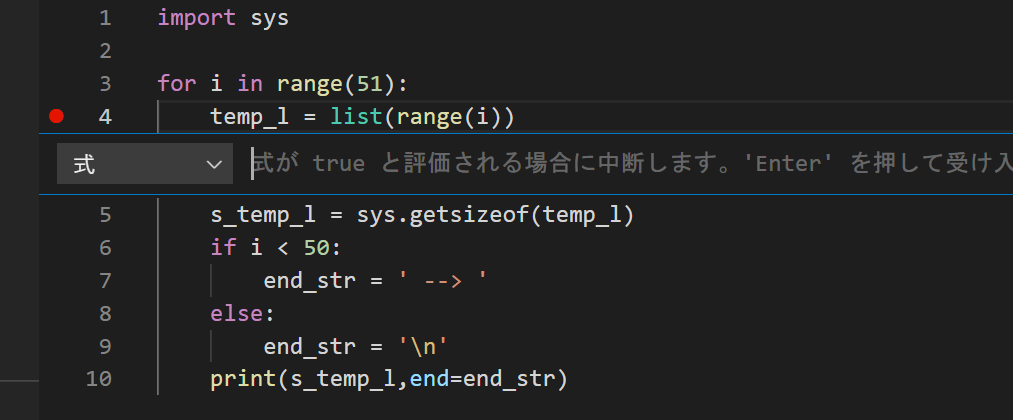 1 import sys
2
3 for i in range(51):
4 temp_l = list(range(i))
式 式が true と評価される場合に中断します。'Enter' を押して受け入
5 s_temp_l = sys.getsizeof(temp_l)
6 if i < 50:
7 end_str = ' --> '
8 else:
9 end_str = '\n'
10 print(s_temp_l,end=end_str)